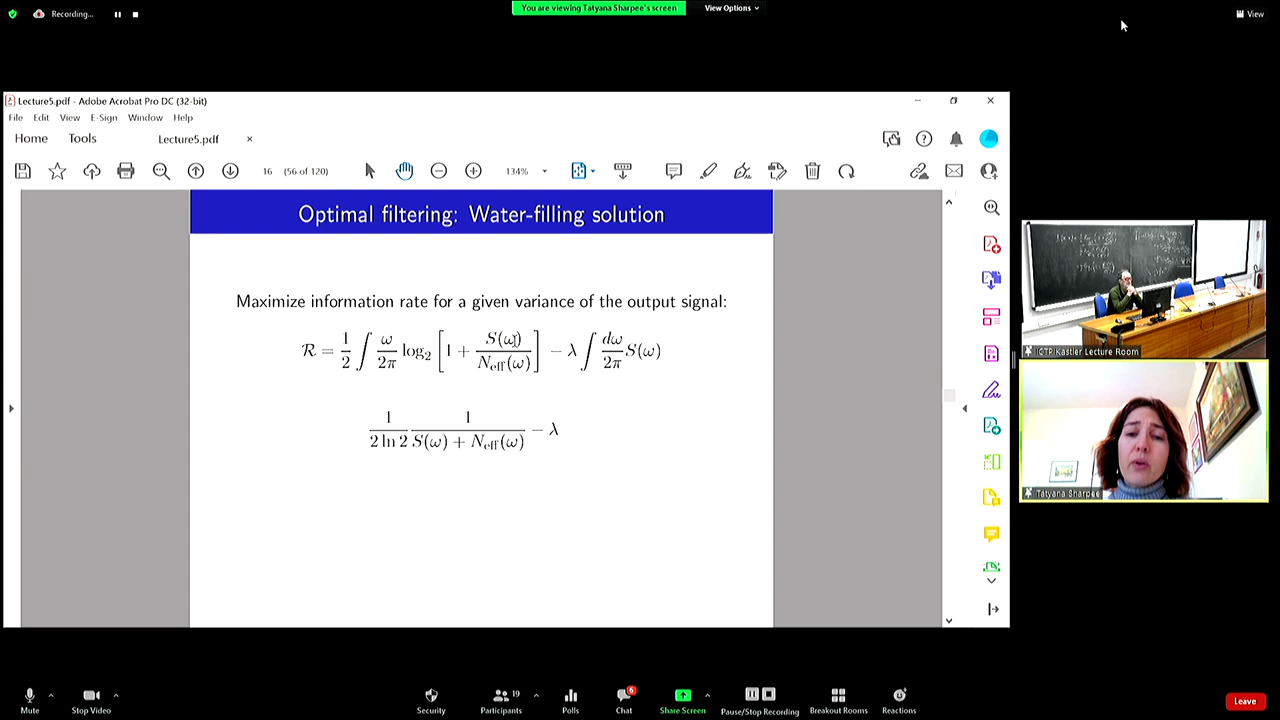 Recording...
You are viewing Tatyana Sharpee's screen
View Options
View
Lecture5.pdf - Adobe Acrobat Pro DC (32-bit)
File Edit View E-Sign Window Help
Home Tools Lecture5.pdf
16 (56 of 120) 134%
Optimal filtering: Water-filling solution
Maximize information rate for a given variance of the output signal:
ℛ = 1/2 ∫ ω/2π log₂ [1 + S(ω)/N_eff(ω)] − λ ∫ dω/2π S(ω)
1/(2 ln 2) 1/(S(ω) + N_eff(ω)) − λ
ICTP Kastler Lecture Room
Tatyana Sharpee
Mute Stop Video Security Participants 19 Polls Chat 6 Share Screen Pause/Stop Recording Breakout Rooms Reactions Leave